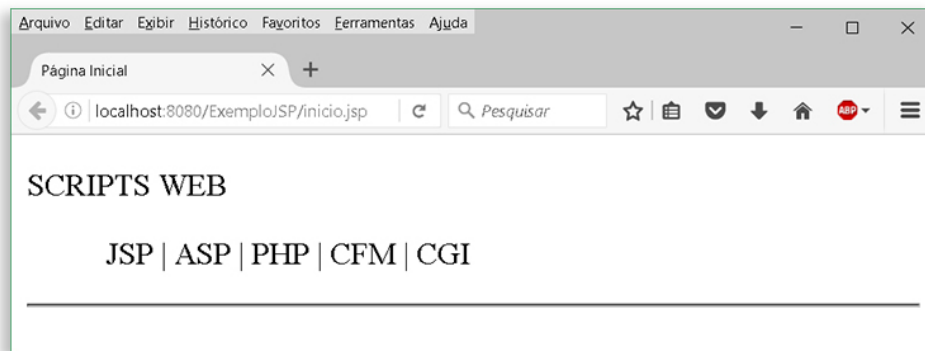 Arquivo Editar Exibir Histórico Favoritos Ferramentas Ajuda
Página Inicial
localhost:8080/ExemploJSP/inicio.jsp Pesquisar ABP
SCRIPTS WEB
JSP | ASP | PHP | CFM | CGI